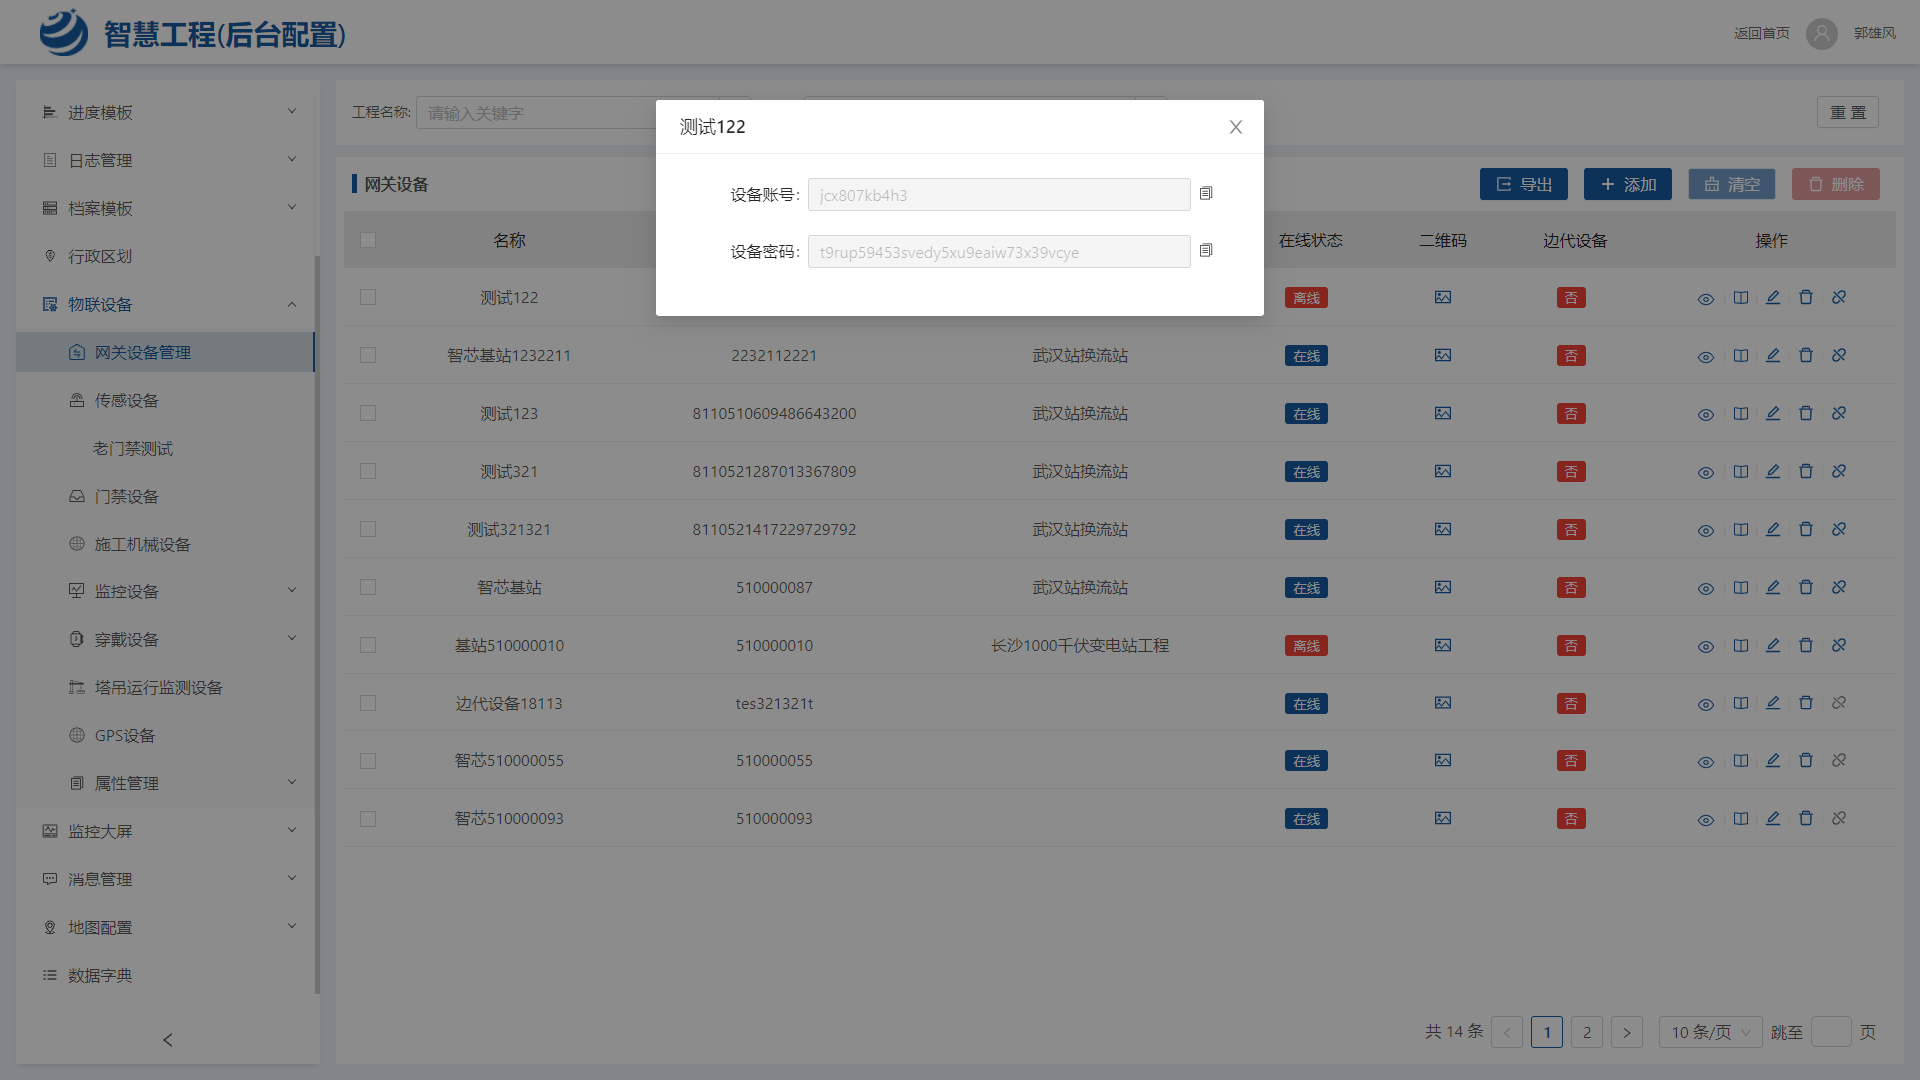 智慧工程(后台配置)
返回首页
郭雄风
进度模板
日志管理
档案模板
行政区划
物联设备
网关设备管理
传感设备
老门禁测试
门禁设备
施工机械设备
监控设备
穿戴设备
塔吊运行监测设备
GPS设备
属性管理
监控大屏
消息管理
地图配置
数据字典
工程名称: 请输入关键字
重 置
网关设备
导出 添加 清空 删除
名称 在线状态 二维码 边代设备 操作
测试122 离线 否
智芯基站1232211 2232112221 武汉站换流站 在线 否
测试123 8110510609486643200 武汉站换流站 在线 否
测试321 8110521287013367809 武汉站换流站 在线 否
测试321321 8110521417229729792 武汉站换流站 在线 否
智芯基站 510000087 武汉站换流站 在线 否
基站510000010 510000010 长沙1000千伏变电站工程 离线 否
边代设备18113 tes321321t 在线 否
智芯510000055 510000055 在线 否
智芯510000093 510000093 在线 否
共 14 条 < 1 2 > 10 条/页 跳至 页
测试122
设备账号: jcx807kb4h3
设备密码: t9rup59453svedy5xu9eaiw73x39vcye